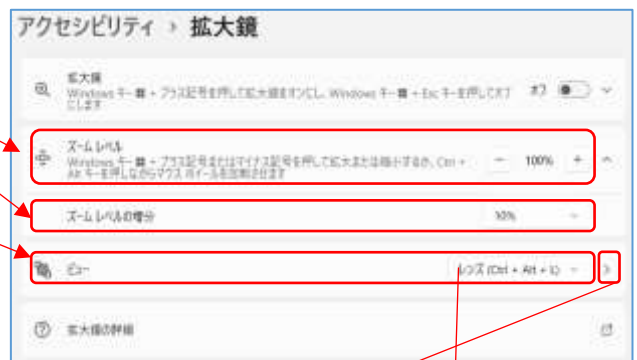 アクセシビリティ › 拡大鏡
拡大鏡
Windows キー + プラス記号を押して拡大鏡をオンにし、Windows キー + Esc キーを押してオフ
にします
オフ
ズーム レベル
Windows キー + プラス記号またはマイナス記号を押して拡大または縮小するか、Ctrl +
Alt キーを押しながらマウス ホイールを回転させます
− 100% +
ズーム レベルの増分
ビュー
レンズ (Ctrl + Alt + L)
拡大鏡の詳細